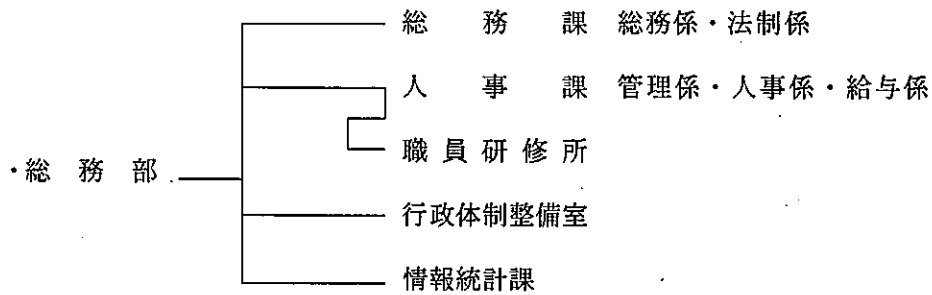 総務課 総務係・法制係
人事課 管理係・人事係・給与係
職員研修所
・総務部
行政体制整備室
情報統計課